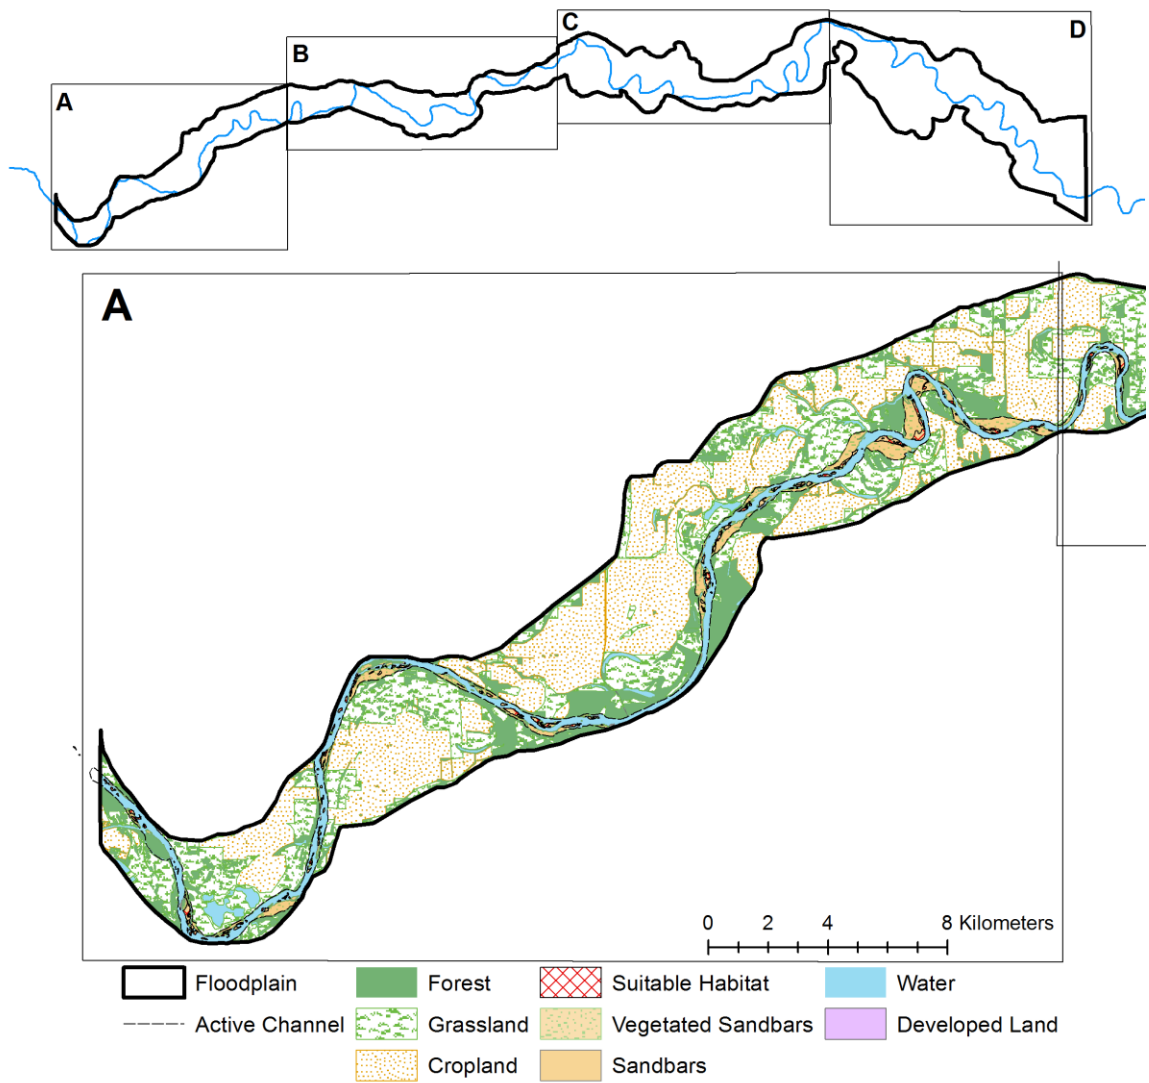 A
B
C
D
A
0 2 4 8 Kilometers
Floodplain Forest Suitable Habitat Water
Active Channel Grassland Vegetated Sandbars Developed Land
Cropland Sandbars